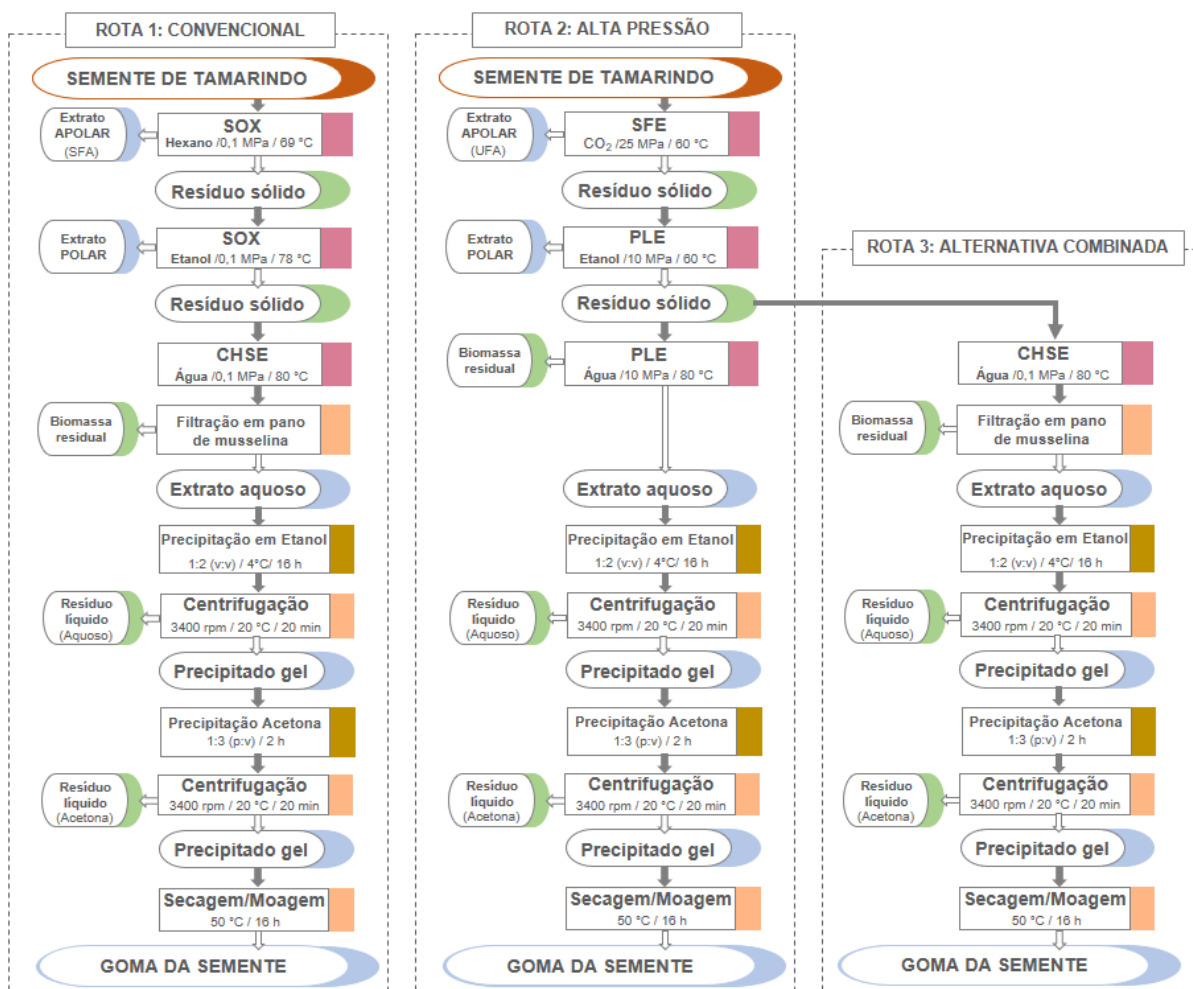 ROTA 1: CONVENCIONAL
SEMENTE DE TAMARINDO
Extrato
APOLAR
(SFA)
SOX
Hexano /0,1 MPa / 69 °C
Resíduo sólido
Extrato
POLAR
SOX
Etanol /0,1 MPa / 78 °C
Resíduo sólido
CHSE
Água /0,1 MPa / 80 °C
Biomassa
residual
Filtração em pano
de musselina
Extrato aquoso
Precipitação em Etanol
1:2 (v:v) / 4°C/ 16 h
Resíduo
líquido
(Aquoso)
Centrifugação
3400 rpm / 20 °C / 20 min
Precipitado gel
Precipitação Acetona
1:3 (p:v) / 2 h
Resíduo
líquido
(Acetona)
Centrifugação
3400 rpm / 20 °C / 20 min
Precipitado gel
Secagem/Moagem
50 °C / 16 h
GOMA DA SEMENTE
ROTA 2: ALTA PRESSÃO
SEMENTE DE TAMARINDO
Extrato
APOLAR
(UFA)
SFE
CO₂ /25 MPa / 60 °C
Resíduo sólido
Extrato
POLAR
PLE
Etanol /10 MPa / 60 °C
Resíduo sólido
Biomassa
residual
PLE
Água /10 MPa / 80 °C
Extrato aquoso
Precipitação em Etanol
1:2 (v:v) / 4°C/ 16 h
Resíduo
líquido
(Aquoso)
Centrifugação
3400 rpm / 20 °C / 20 min
Precipitado gel
Precipitação Acetona
1:3 (p:v) / 2 h
Resíduo
líquido
(Acetona)
Centrifugação
3400 rpm / 20 °C / 20 min
Precipitado gel
Secagem/Moagem
50 °C / 16 h
GOMA DA SEMENTE
ROTA 3: ALTERNATIVA COMBINADA
CHSE
Água /0,1 MPa / 80 °C
Biomassa
residual
Filtração em pano
de musselina
Extrato aquoso
Precipitação em Etanol
1:2 (v:v) / 4°C/ 16 h
Resíduo
líquido
(Aquoso)
Centrifugação
3400 rpm / 20 °C / 20 min
Precipitado gel
Precipitação Acetona
1:3 (p:v) / 2 h
Resíduo
líquido
(Acetona)
Centrifugação
3400 rpm / 20 °C / 20 min
Precipitado gel
Secagem/Moagem
50 °C / 16 h
GOMA DA SEMENTE